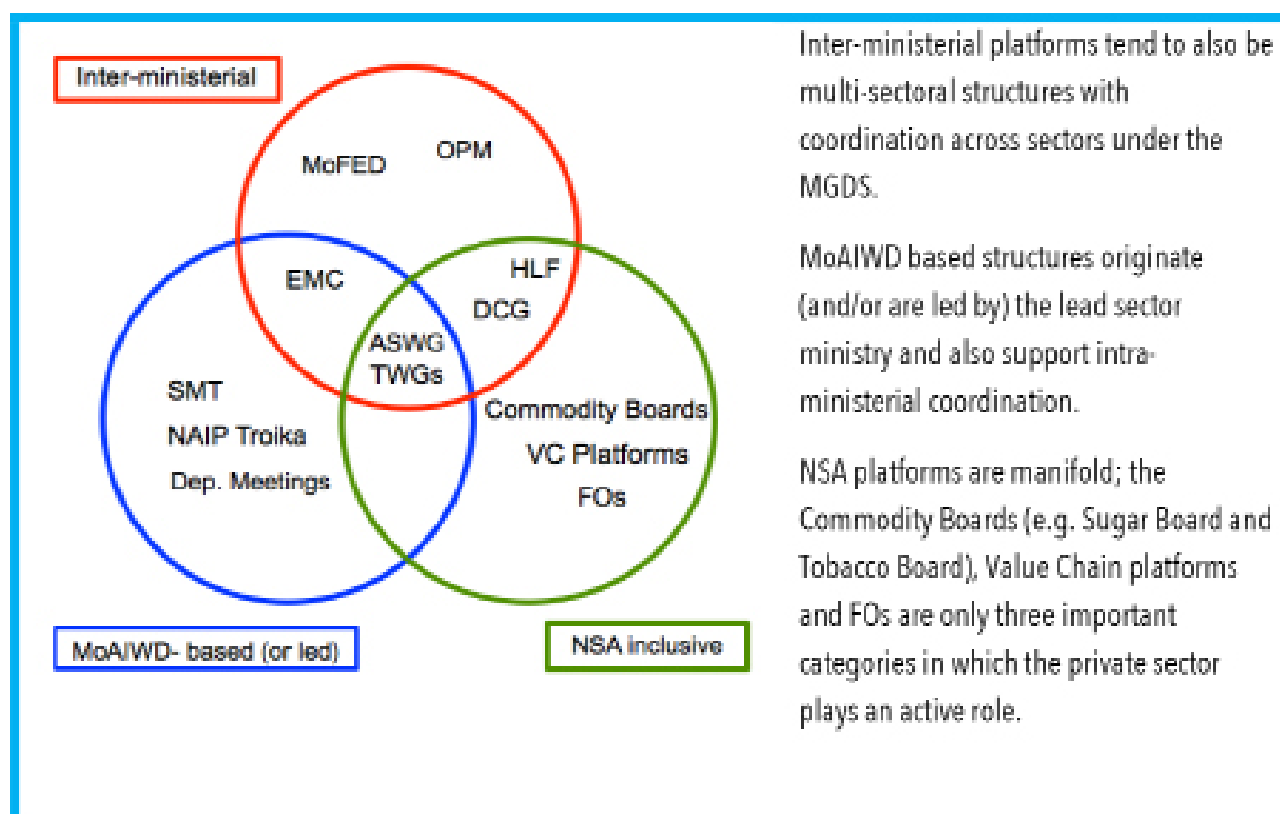 Inter-ministerial
MoFED
OPM
EMC
HLF
DCG
ASWG
TWGs
SMT
NAIP Troika
Dep. Meetings
Commodity Boards
VC Platforms
FOs
MoAIWD- based (or led)
NSA inclusive
Inter-ministerial platforms tend to also be
multi-sectoral structures with
coordination across sectors under the
MGDS.
MoAIWD based structures originate
(and/or are led by) the lead sector
ministry and also support intra-
ministerial coordination.
NSA platforms are manifold; the
Commodity Boards (e.g. Sugar Board and
Tobacco Board), Value Chain platforms
and FOs are only three important
categories in which the private sector
plays an active role.